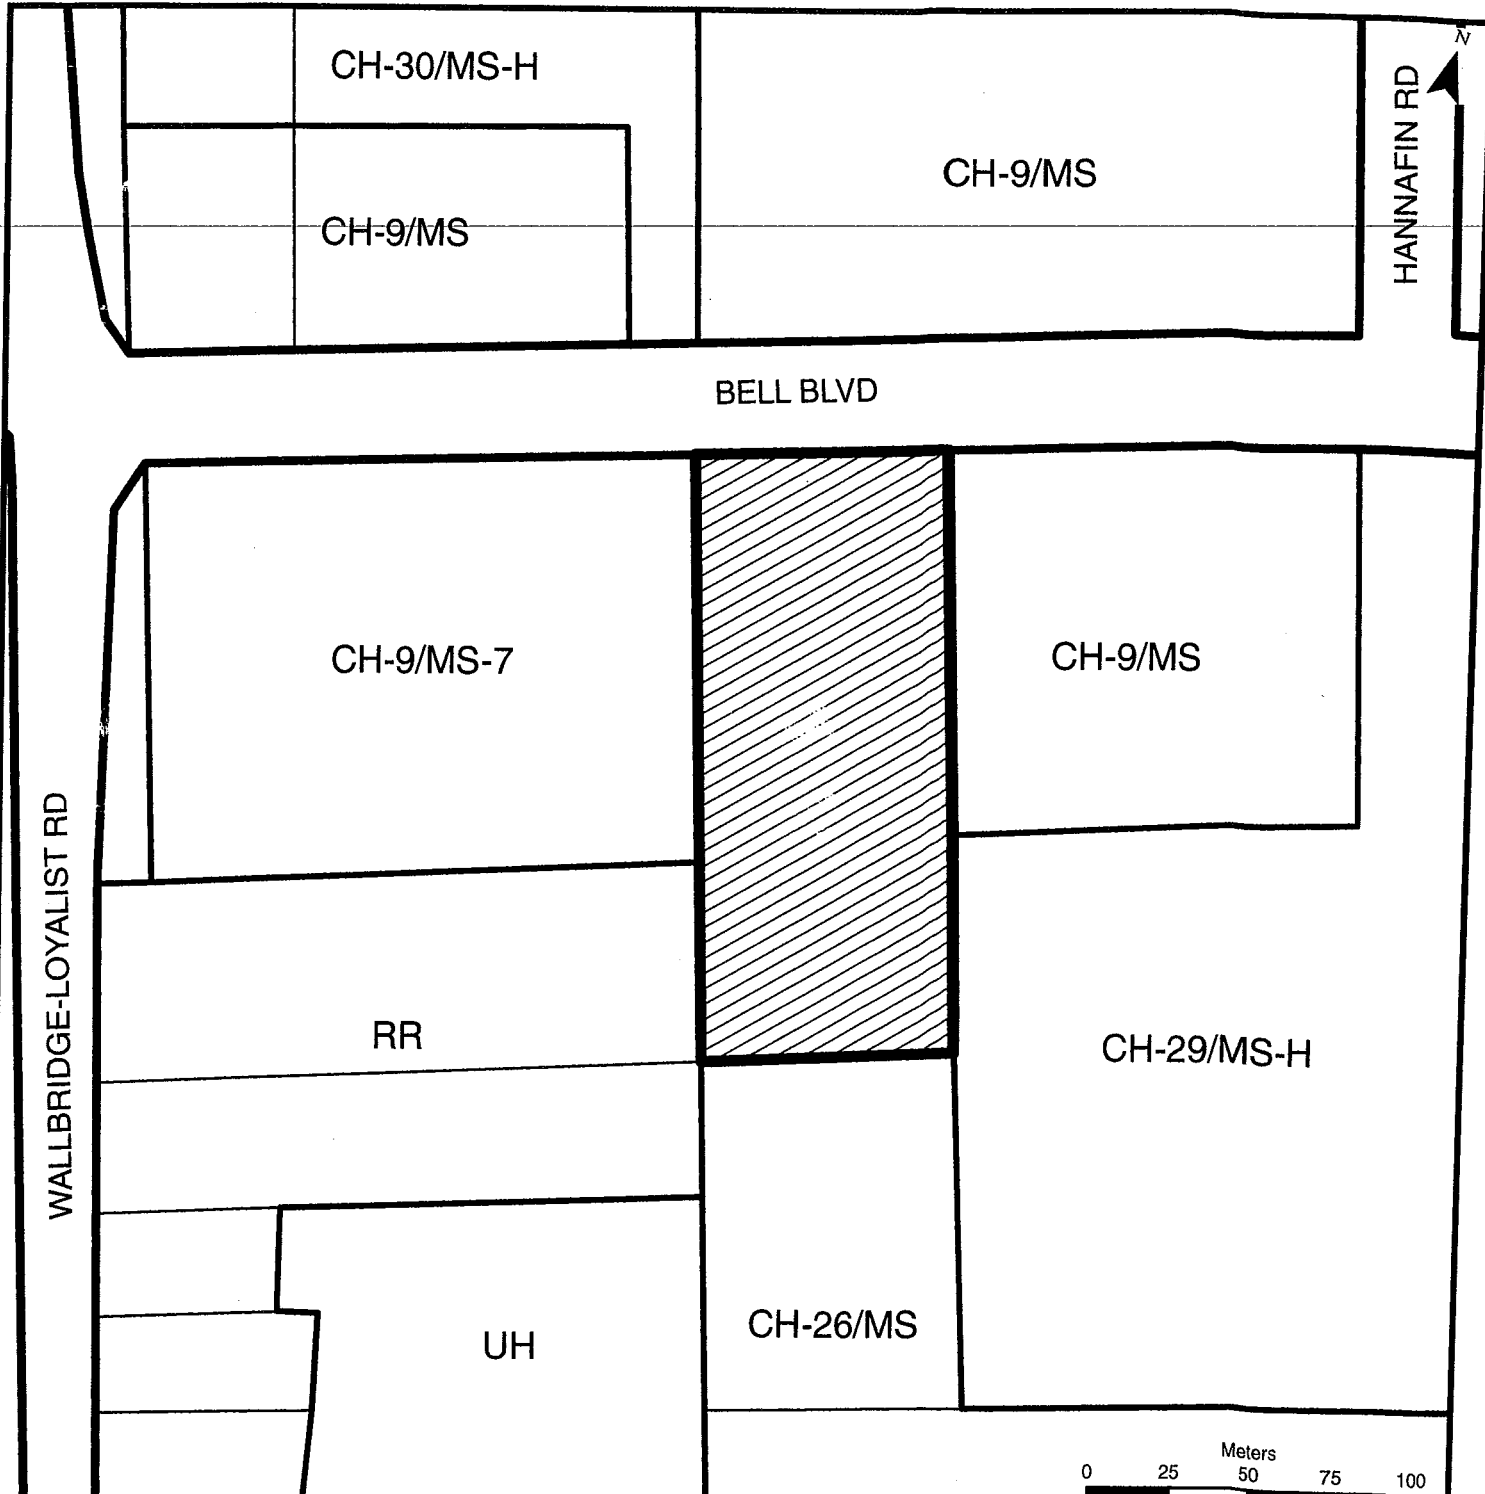 N
CH-30/MS-H
HANNAFIN RD
CH-9/MS
CH-9/MS
BELL BLVD
CH-9/MS-7
CH-9/MS
WALLBRIDGE-LOYALIST RD
RR
CH-29/MS-H
CH-26/MS
UH
Meters
0 25 50 75 100